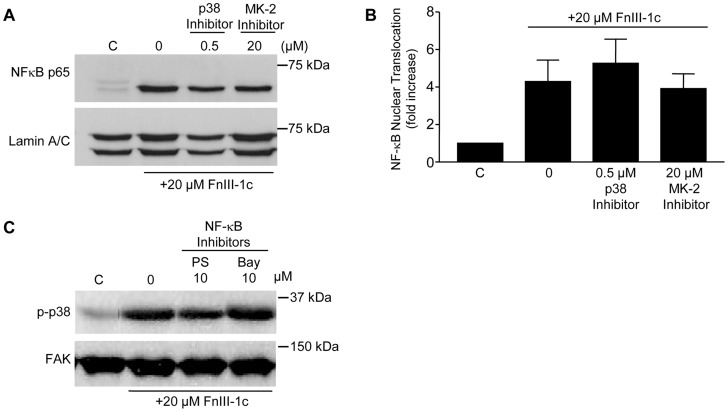 A
p38 Inhibitor
MK-2 Inhibitor
C 0 0.5 20 (µM)
NFκB p65
75 kDa
Lamin A/C
75 kDa
+20 µM FnIII-1c
B
+20 µM FnIII-1c
NF-κB Nuclear Translocation
(fold increase)
8
6
4
2
0
C 0 0.5 µM 20 µM
p38 MK-2
Inhibitor Inhibitor
C
NF-κB
Inhibitors
PS Bay
C 0 10 10 µM
p-p38
37 kDa
FAK
150 kDa
+20 µM FnIII-1c